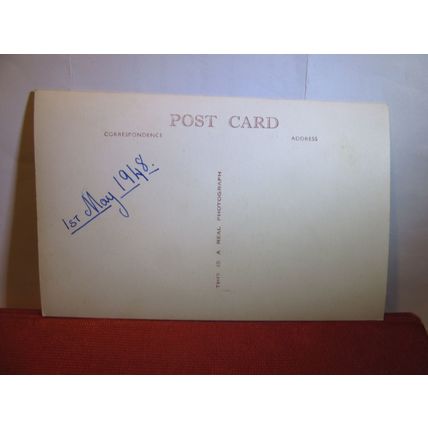 POST CARD
CORRESPONDENCE
ADDRESS
1ST May 1948.
THIS IS A REAL PHOTOGRAPH